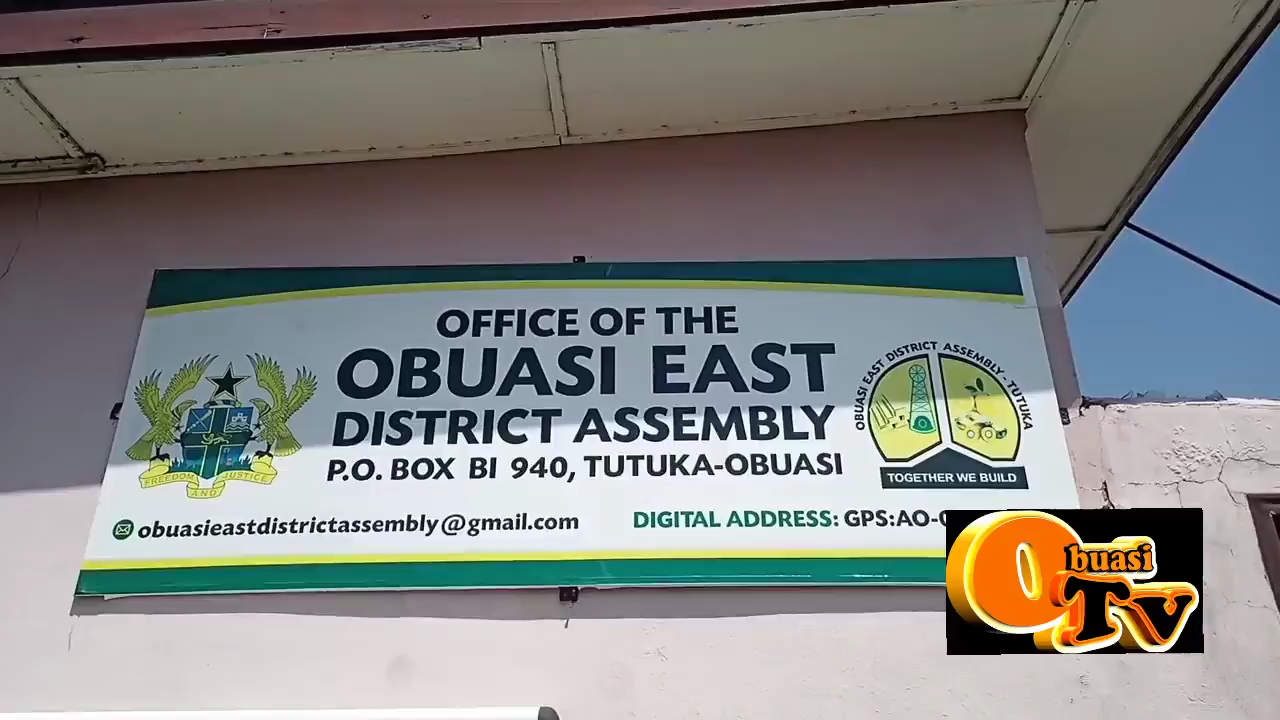 OFFICE OF THE
OBUASI EAST
DISTRICT ASSEMBLY
P.O. BOX BI 940, TUTUKA-OBUASI
obuasieastdistrictassembly@gmail.com
DIGITAL ADDRESS: GPS:AO-
FREEDOM AND JUSTICE
OBUASI EAST DISTRICT ASSEMBLY - TUTUKA
TOGETHER WE BUILD
Obuasi
Tv